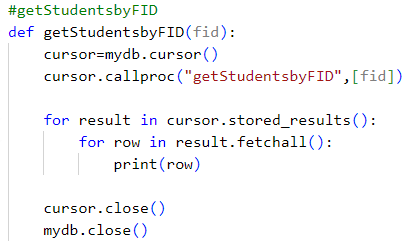 #getStudentsbyFID
def getStudentsbyFID(fid):
    cursor=mydb.cursor()
    cursor.callproc("getStudentsbyFID",[fid])
    for result in cursor.stored_results():
        for row in result.fetchall():
            print(row)
    cursor.close()
    mydb.close()